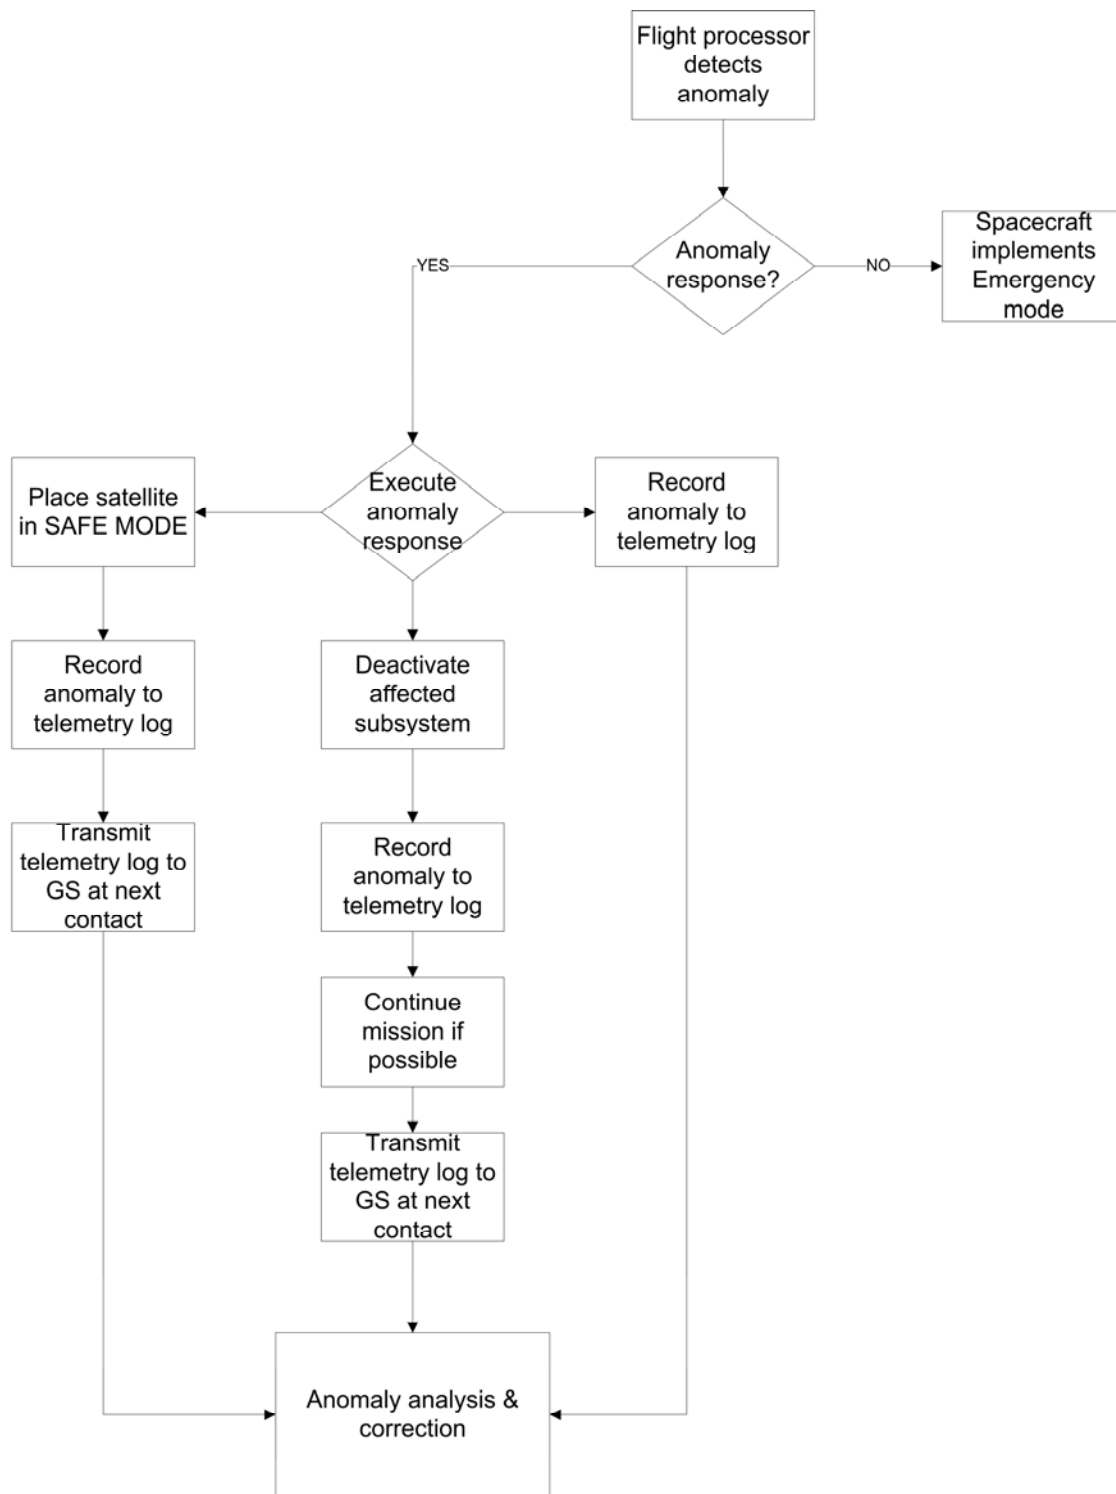 Flight processor
detects
anomaly
Anomaly
response?
YES
NO
Spacecraft
implements
Emergency
mode
Place satellite
in SAFE MODE
Execute
anomaly
response
Record
anomaly to
telemetry log
Record
anomaly to
telemetry log
Deactivate
affected
subsystem
Transmit
telemetry log to
GS at next
contact
Record
anomaly to
telemetry log
Continue
mission if
possible
Transmit
telemetry log to
GS at next
contact
Anomaly analysis &
correction